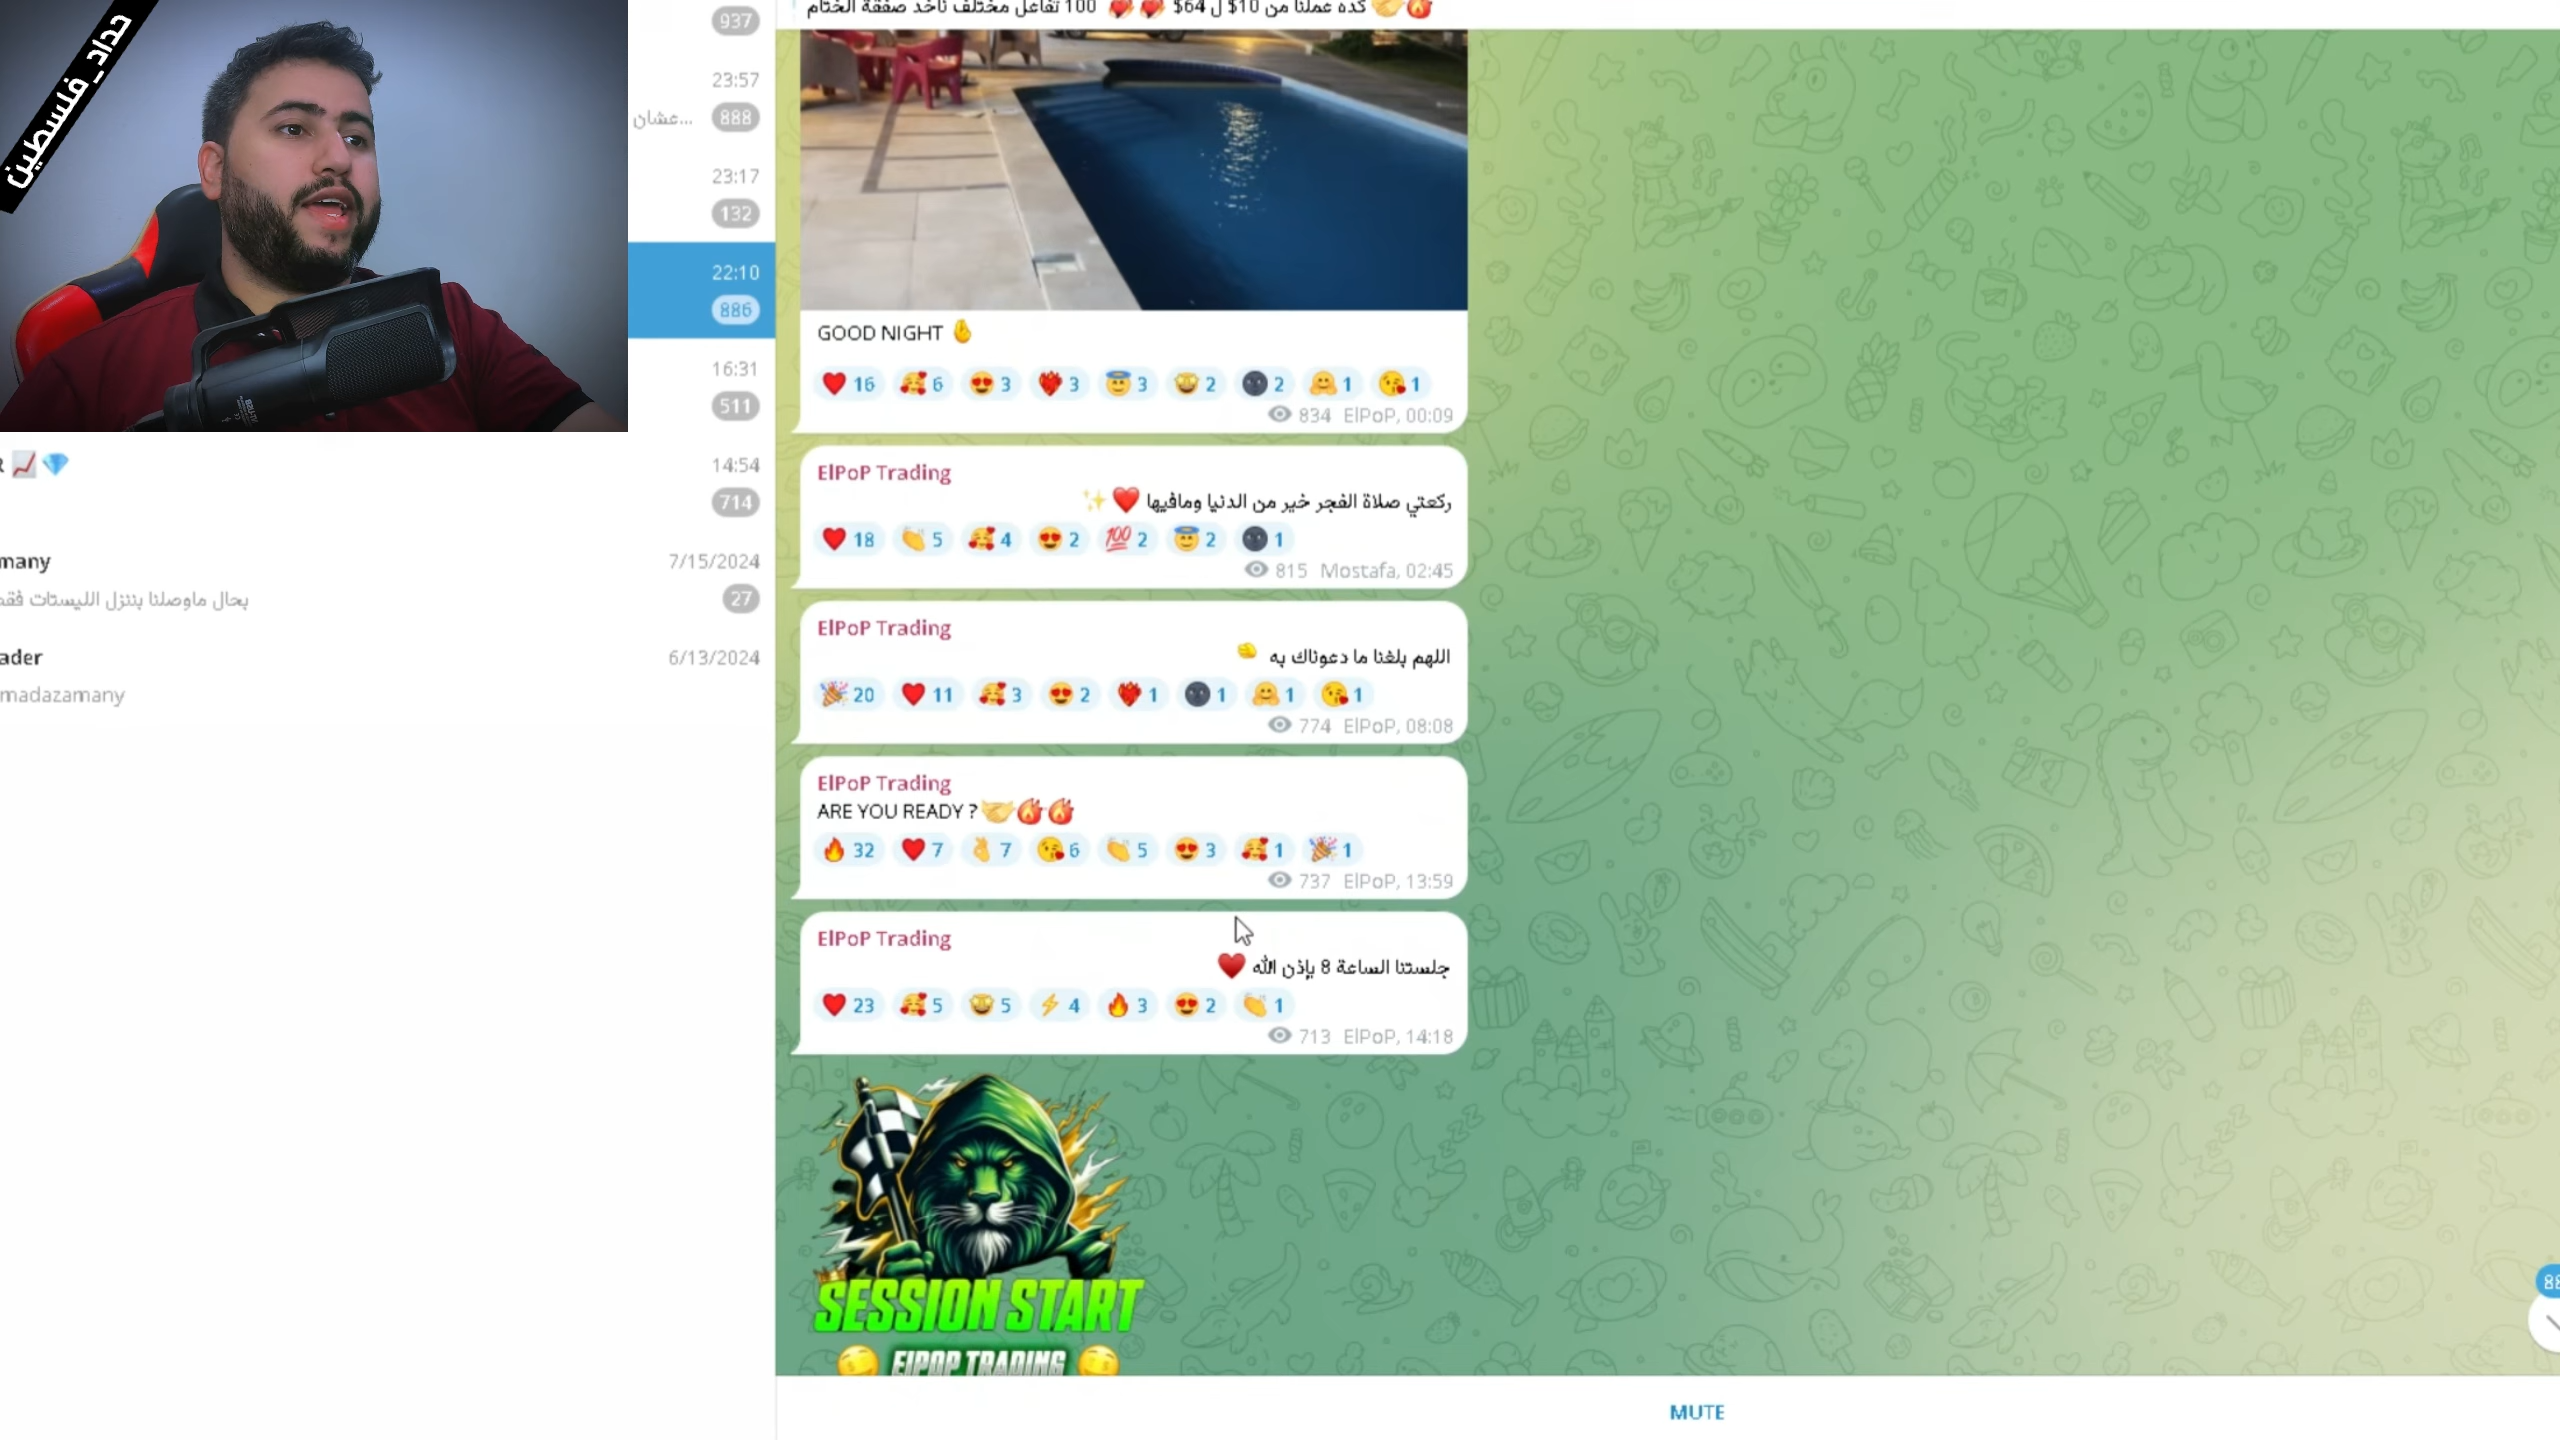 حداد_فلسطين
937
23:57
عشان...
888
23:17
132
22:10
886
16:31
511
14:54
714
many
7/15/2024
بحال ماوصلنا بننزل الليستات فقط
27
ader
6/13/2024
madazamany
كده عملنا من 10$ ل 64$ 100 تفاعل مختلف ناخد صفقة الختام
GOOD NIGHT
16 6 3 3 3 2 2 1 1
834 ElPoP, 00:09
ElPoP Trading
ركعتي صلاة الفجر خير من الدنيا ومافيها
18 5 4 2 2 2 1
815 Mostafa, 02:45
ElPoP Trading
اللهم بلغنا ما دعوناك به
20 11 3 2 1 1 1 1
774 ElPoP, 08:08
ElPoP Trading
ARE YOU READY ?
32 7 7 6 5 3 1 1
737 ElPoP, 13:59
ElPoP Trading
جلستنا الساعة 8 بإذن الله
23 5 5 4 3 2 1
713 ElPoP, 14:18
SESSION START
ElPOP TRADING
MUTE